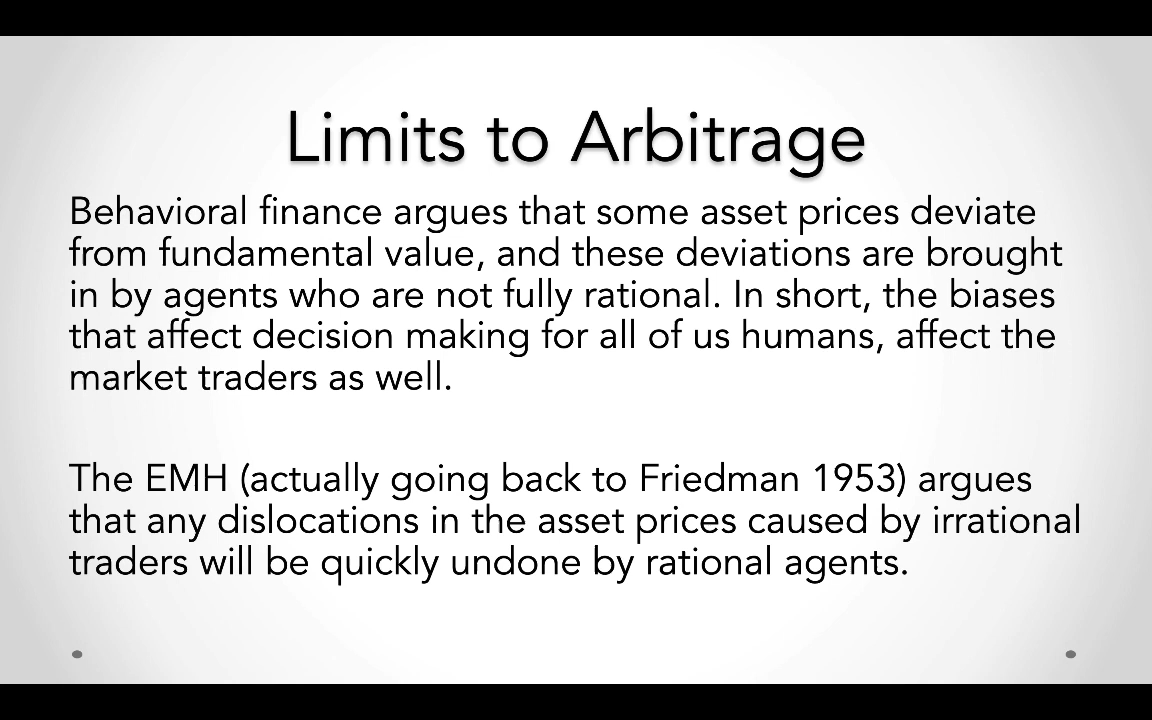 Limits to Arbitrage
Behavioral finance argues that some asset prices deviate
from fundamental value, and these deviations are brought
in by agents who are not fully rational. In short, the biases
that affect decision making for all of us humans, affect the
market traders as well.
The EMH (actually going back to Friedman 1953) argues
that any dislocations in the asset prices caused by irrational
traders will be quickly undone by rational agents.